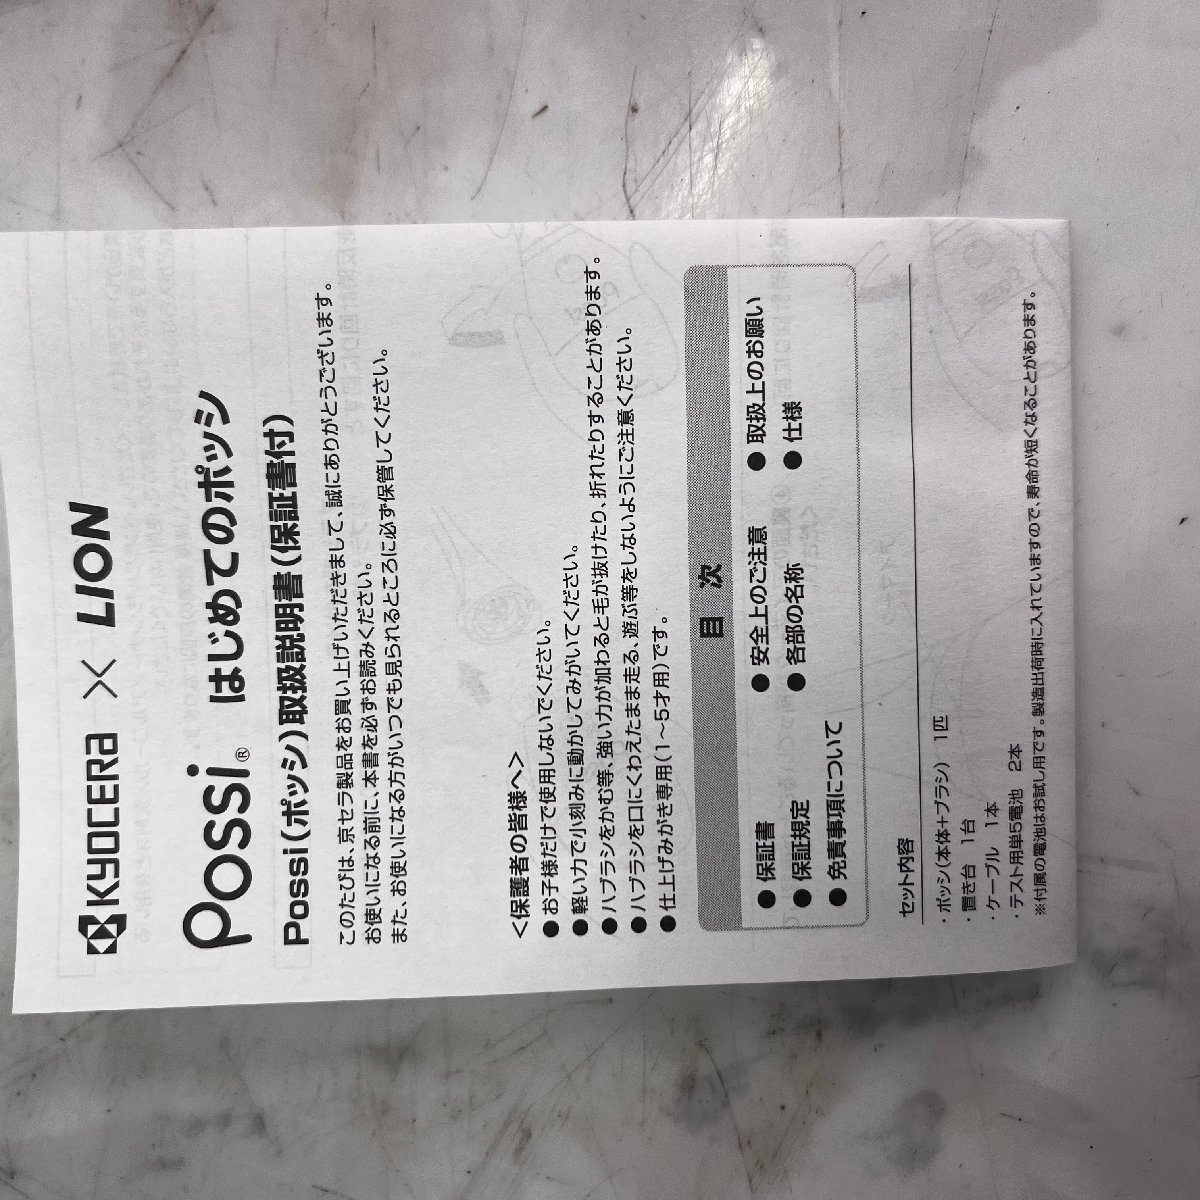 KYOCERA × LION
Possi® はじめてのポッシ
Possi(ポッシ)取扱説明書(保証書付)
このたびは、京セラ製品をお買い上げいただきまして、誠にありがとうございます。
お使いになる前に、本書を必ずお読みください。
また、お使いになる方がいつでも見られるところに必ず保管してください。
<保護者の皆様へ>
●お子様だけで使用しないでください。
●軽い力で小刻みに動かしてみがいてください。
●ハブラシをかむ等、強い力が加わると毛が抜けたり、折れたりすることがあります。
●ハブラシを口にくわえたまま走る、遊ぶ等をしないようにご注意ください。
●仕上げみがき専用(1〜5才用)です。
目 次
●保証書 ●安全上のご注意 ●取扱上のお願い
●保証規定 ●各部の名称 ●仕様
●免責事項について
セット内容
・ポッシ(本体+ブラシ) 1匹
・置き台 1台
・ケーブル 1本
・テスト用単5電池 2本
※付属の電池はお試し用です。製造出荷時に入れていますので、寿命が短くなることがあります。